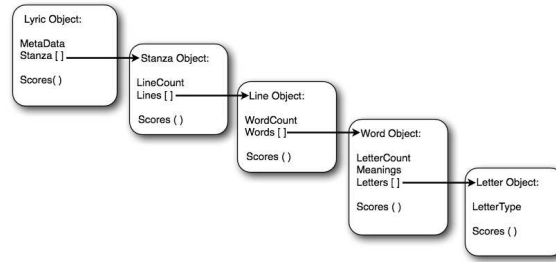 Lyric Object:
MetaData
Stanza [ ]
Scores( )
Stanza Object:
LineCount
Lines [ ]
Scores ( )
Line Object:
WordCount
Words [ ]
Scores ( )
Word Object:
LetterCount
Meanings
Letters [ ]
Scores ( )
Letter Object:
LetterType
Scores ( )